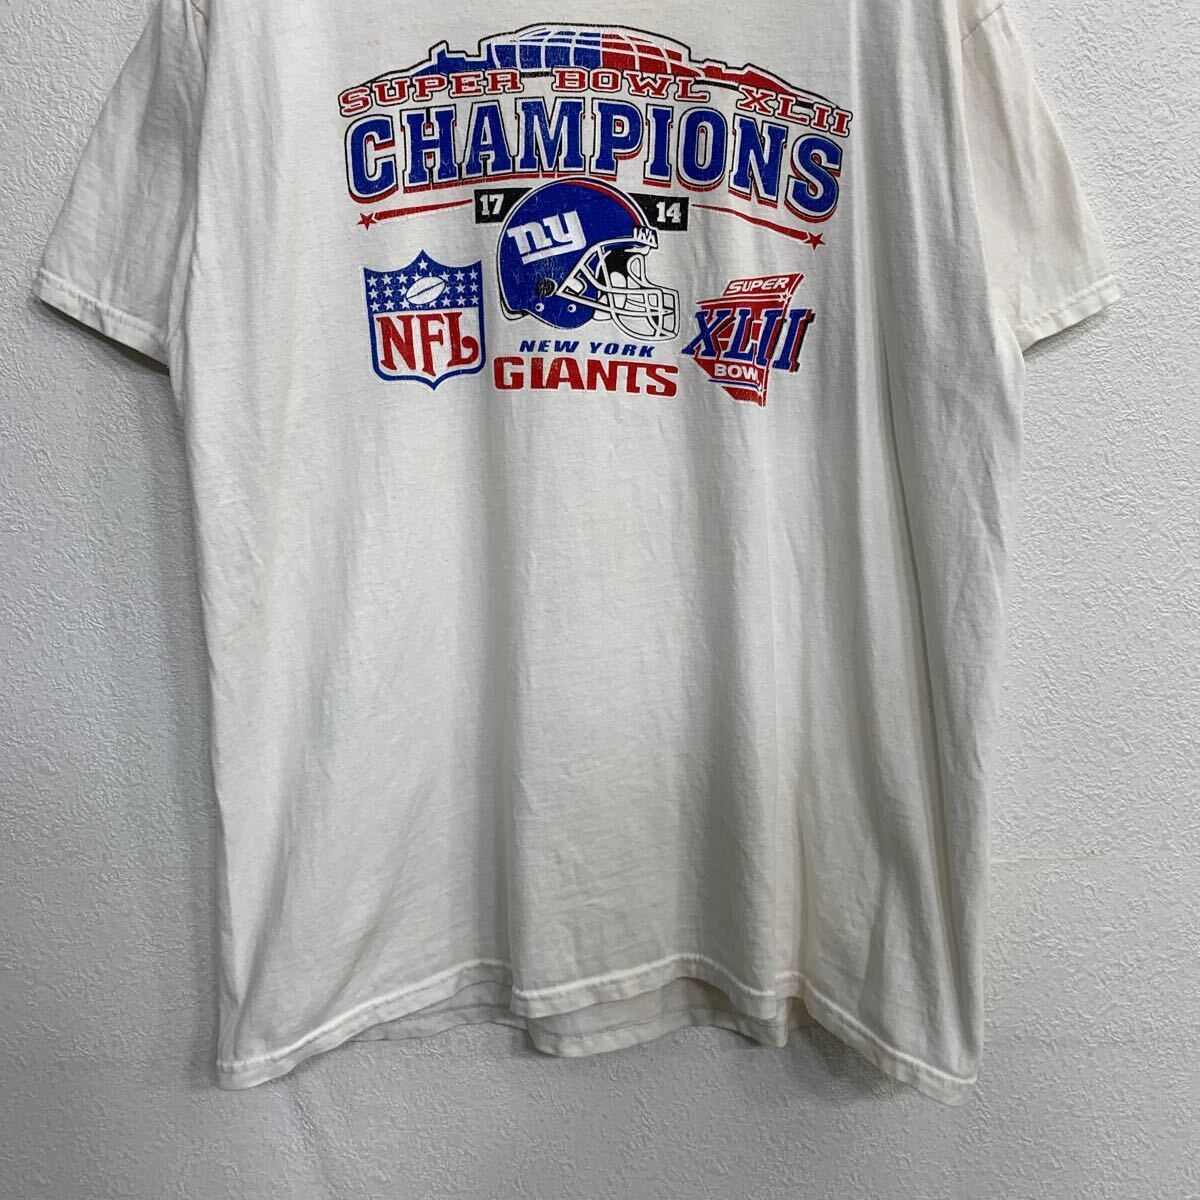 SUPER BOWL XLII
CHAMPIONS
17 14
ny
NFL
NEW YORK
GIANTS
SUPER
XLII
BOWL